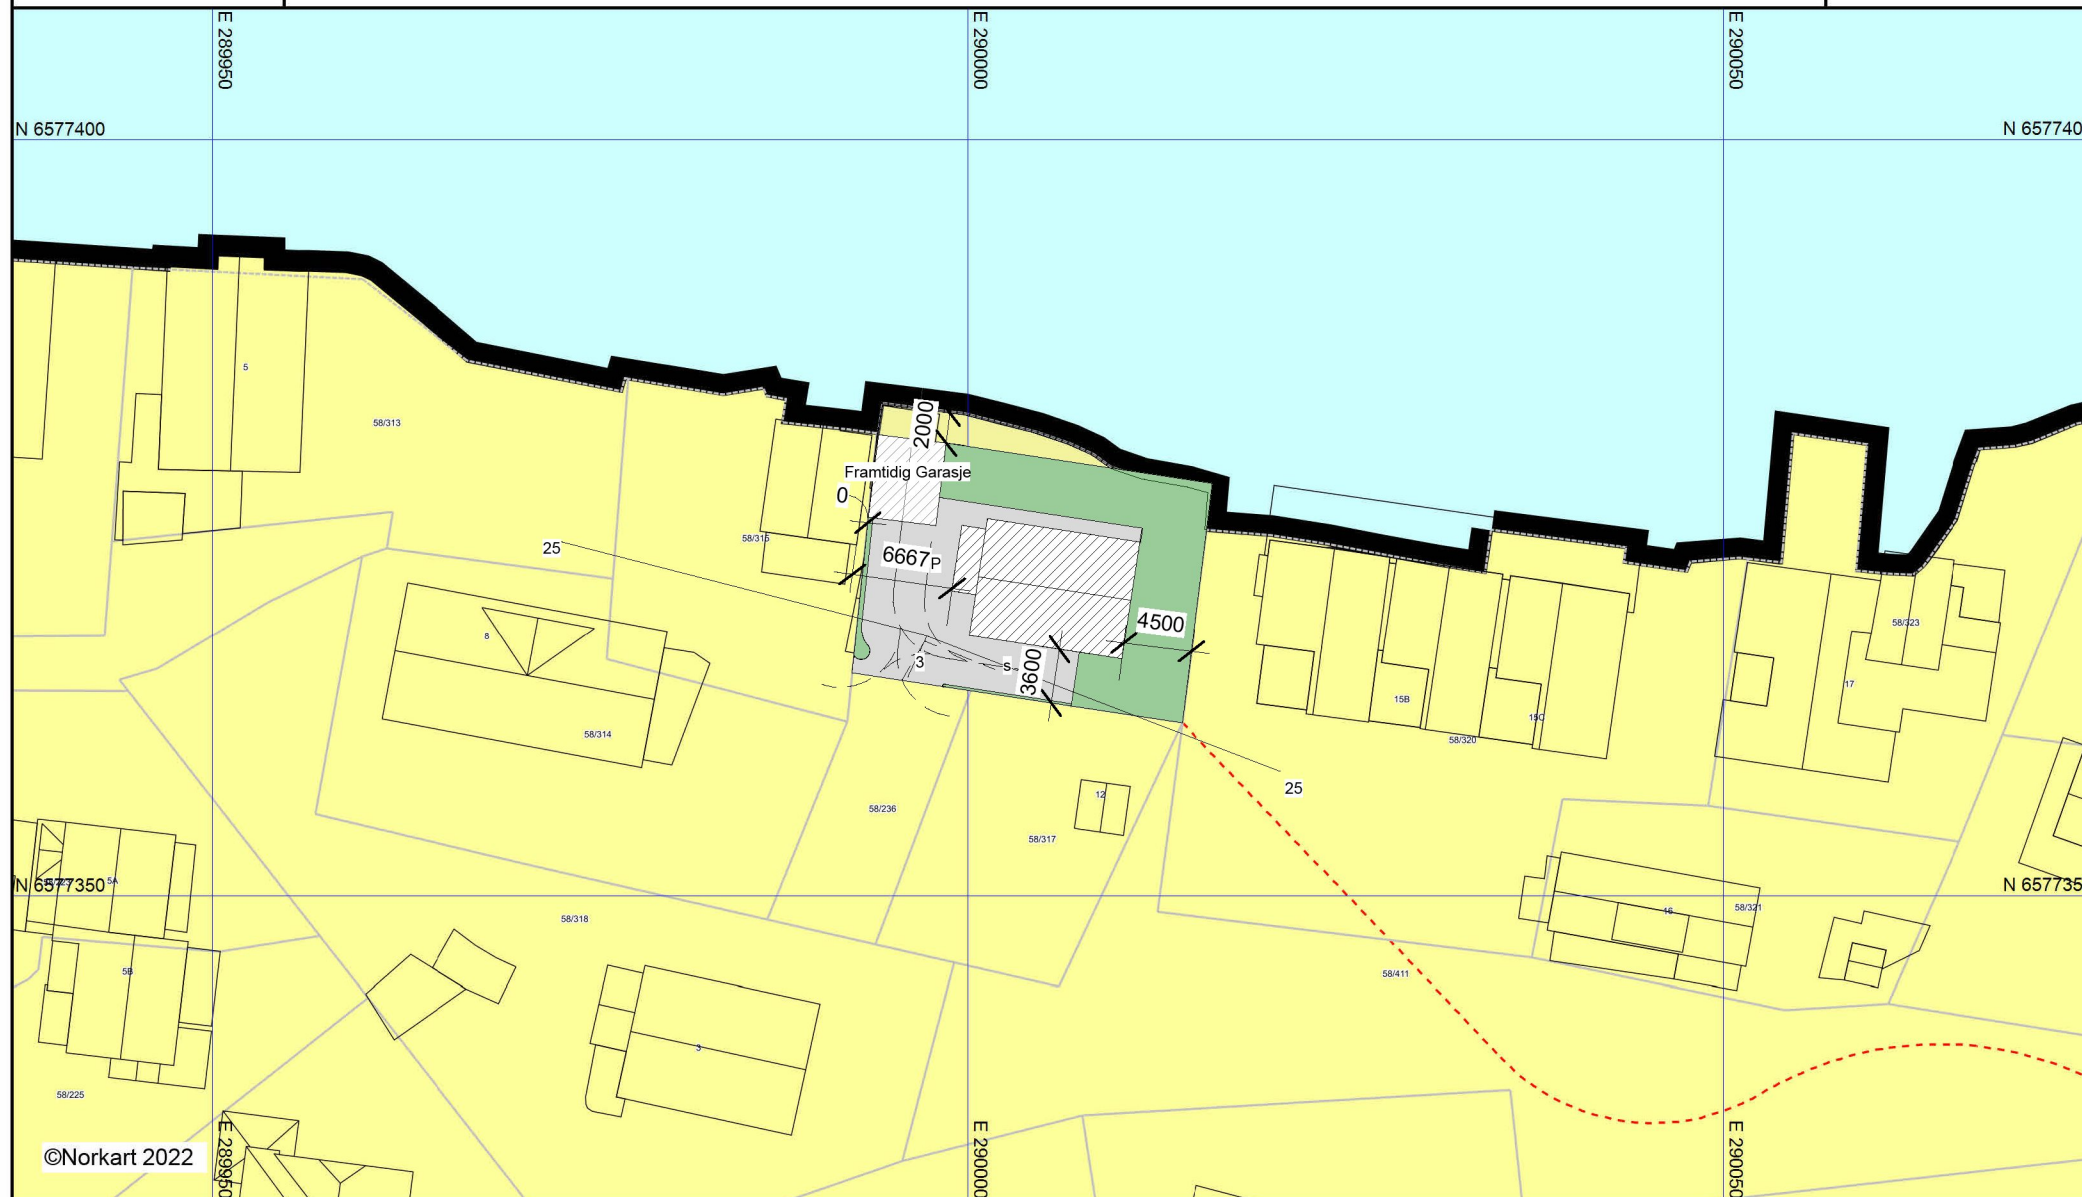 E 289950
E 290000
E 290050
N 6577400
N 657740
5
58/313
2000
Framtidig Garasje
0
58/315
25
6667
P
4500
58/323
8
3
s
3600
17
15B
15C
58/314
58/320
25
12
58/236
58/317
N 6577350
5A
N 657735
16
58/321
58/318
5B
58/411
3
58/225
©Norkart 2022
E 289950
E 290000
E 290050